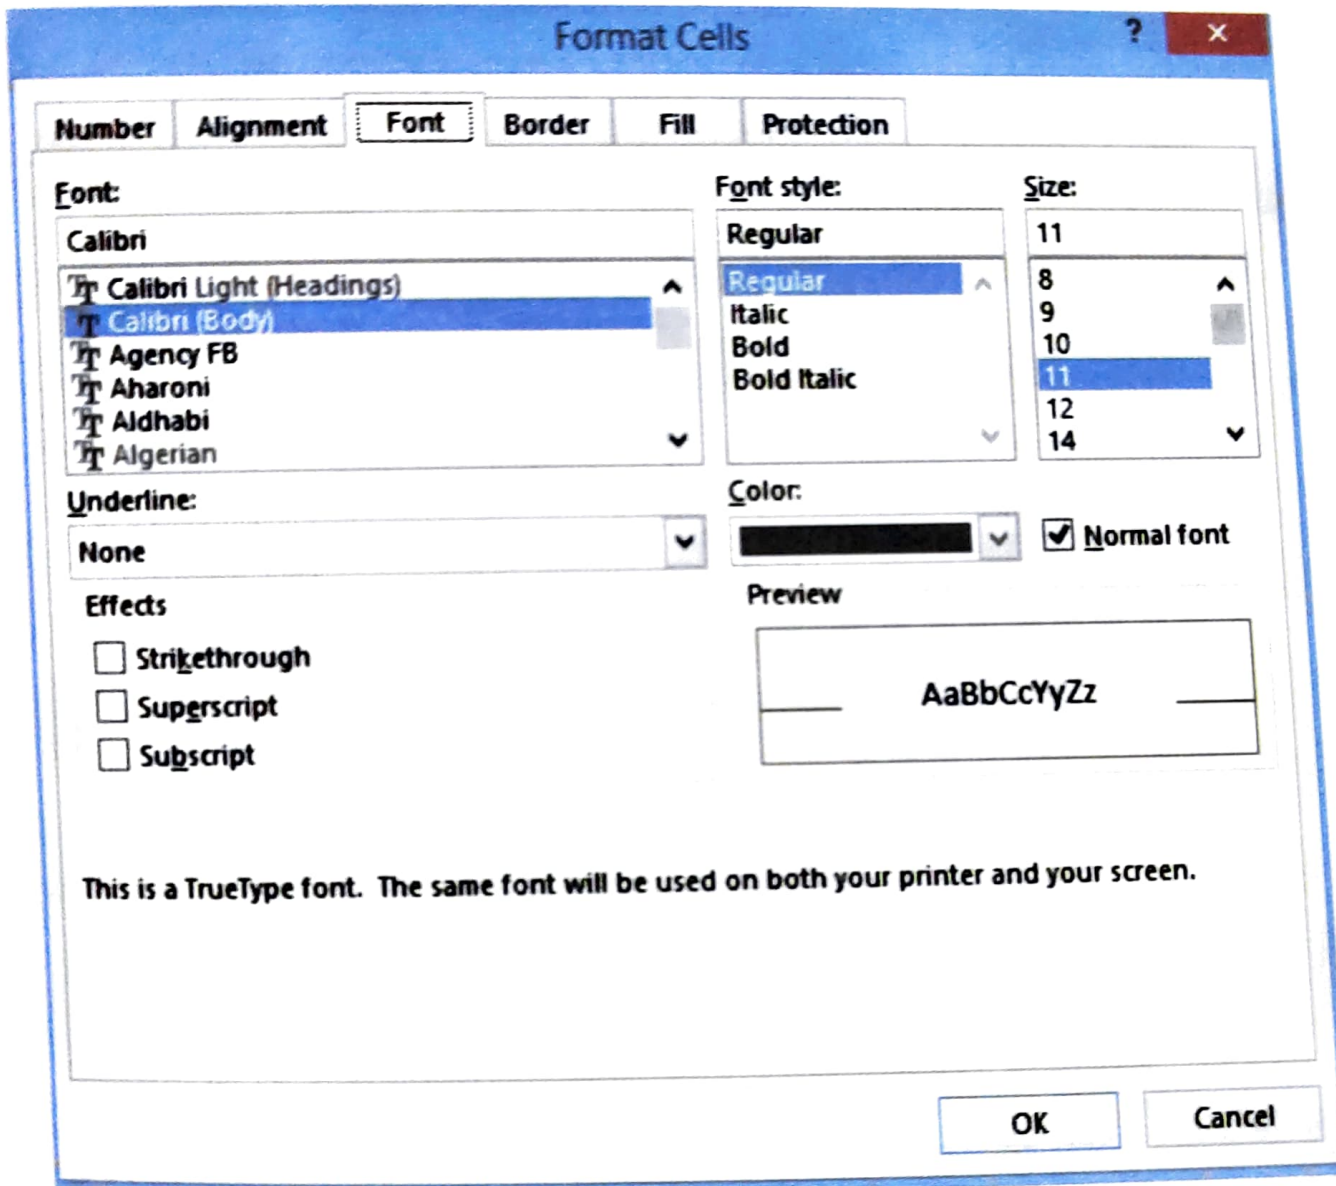 Format Cells ?
Number Alignment Font Border Fill Protection
Font: Font style: Size:
Calibri Regular 11
Calibri Light (Headings) Regular 8
Calibri (Body) Italic 9
Agency FB Bold 10
Aharoni Bold Italic 11
Aldhabi 12
Algerian 14
Underline: Color:
None Normal font
Effects Preview
Strikethrough
Superscript AaBbCcYyZz
Subscript
This is a TrueType font. The same font will be used on both your printer and your screen.
OK Cancel